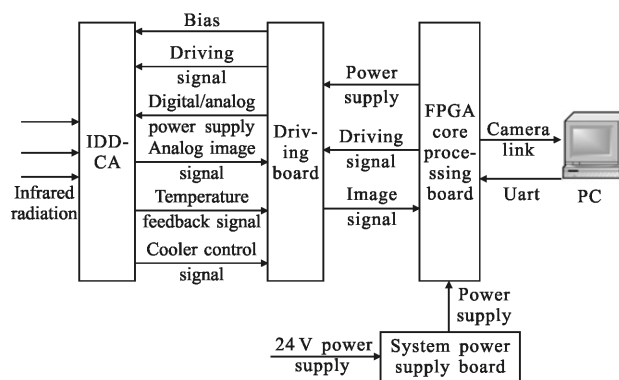 Bias
Driving
signal
Digital/analog
power supply
Analog image
signal
Temperature
feedback signal
Cooler control
signal
Infrared
radiation
IDD-
CA
Driv-
ing
board
Power
supply
Driving
signal
Image
signal
FPGA
core
proce-
ssing
board
Camera
link
Uart
PC
Power
supply
24 V power
supply
System power
supply board